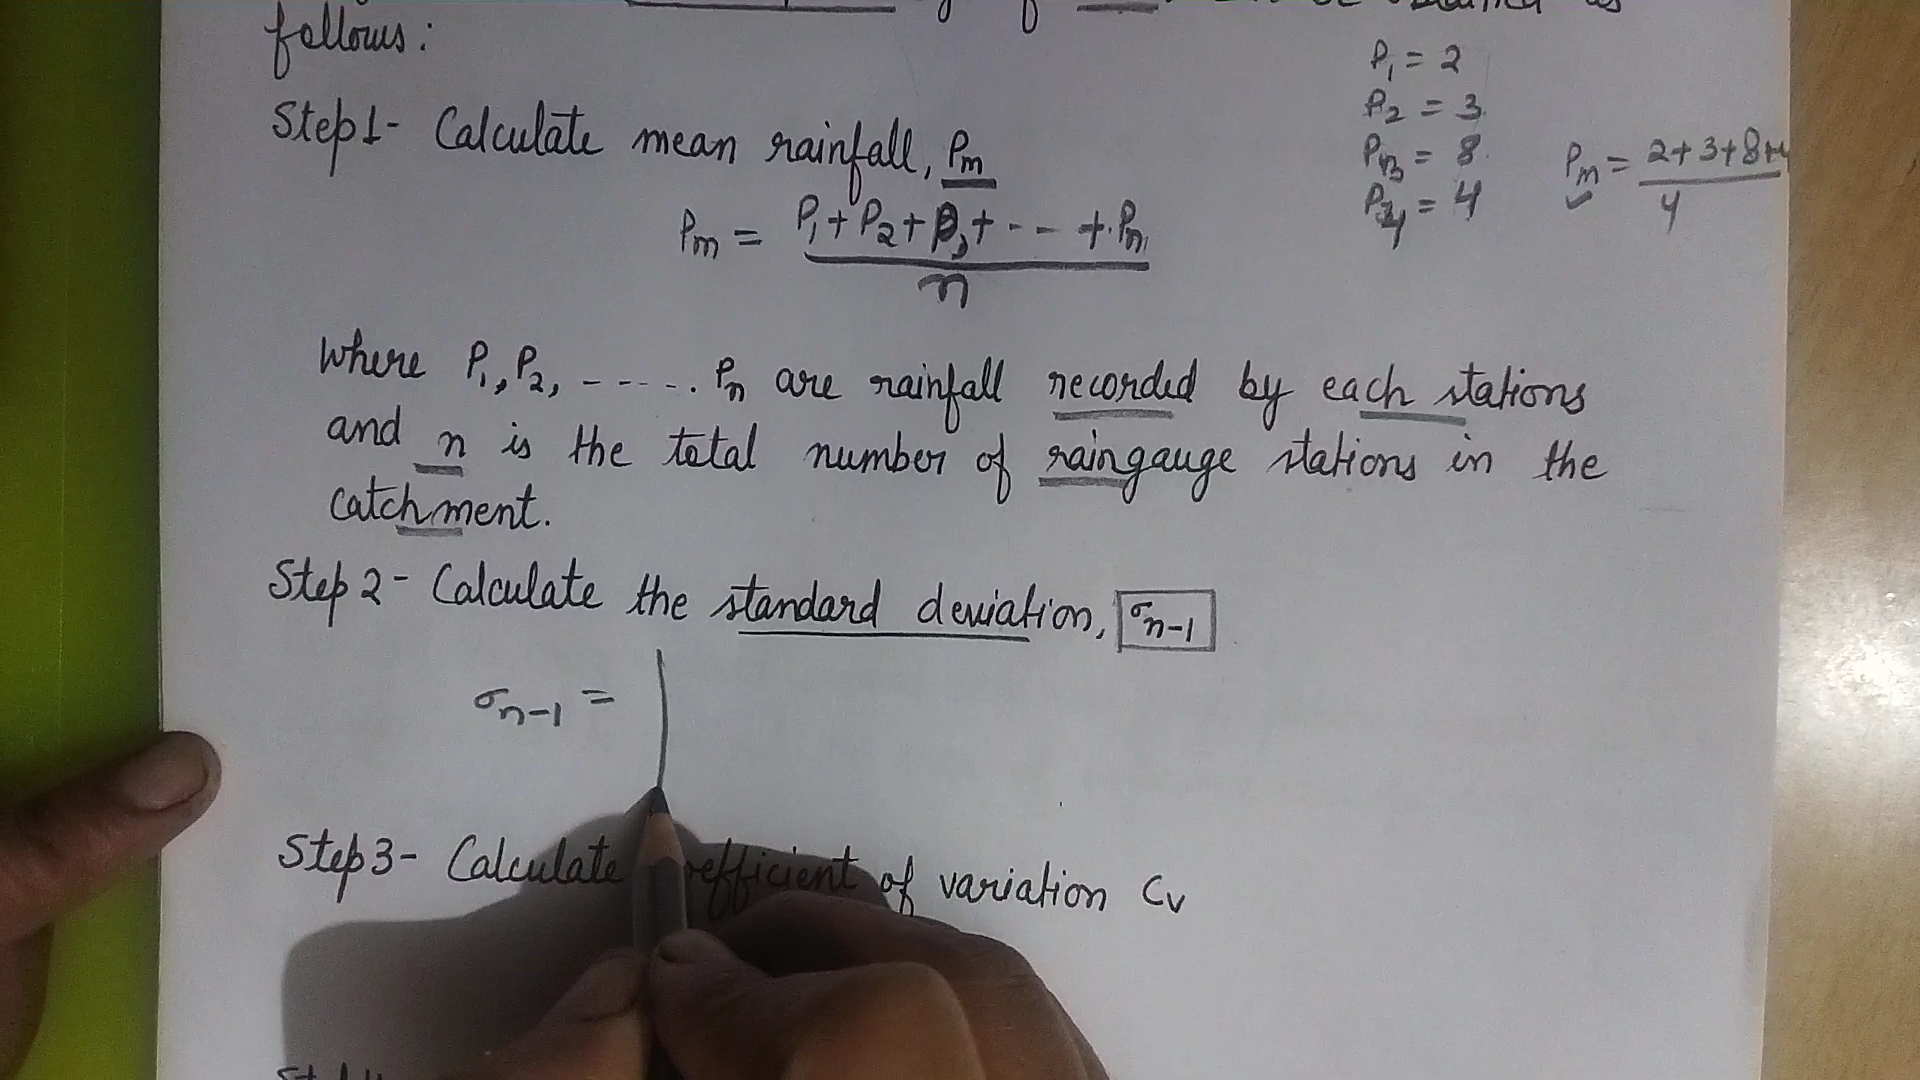 follows:
P₁ = 2
P₂ = 3
P₃ = 8
P₄ = 4
Pm = 2+3+8+4 / 4
Step 1- Calculate mean rainfall, Pm
Pm = P₁ + P₂ + P₃ + - - - + Pn / n
Where P₁, P₂, - - - - - . Pn are rainfall recorded by each stations
and n is the total number of raingauge stations in the
catchment.
Step 2 - Calculate the standard deviation, σn-1
σn-1 =
Step 3- Calculate of variation Cv